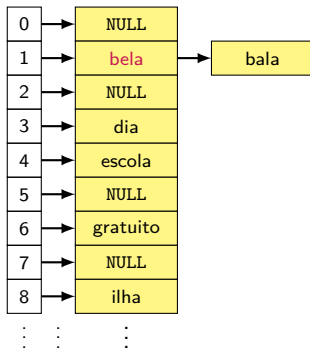 0 NULL
1 bela bala
2 NULL
3 dia
4 escola
5 NULL
6 gratuito
7 NULL
8 ilha
⋮ ⋮ ⋮